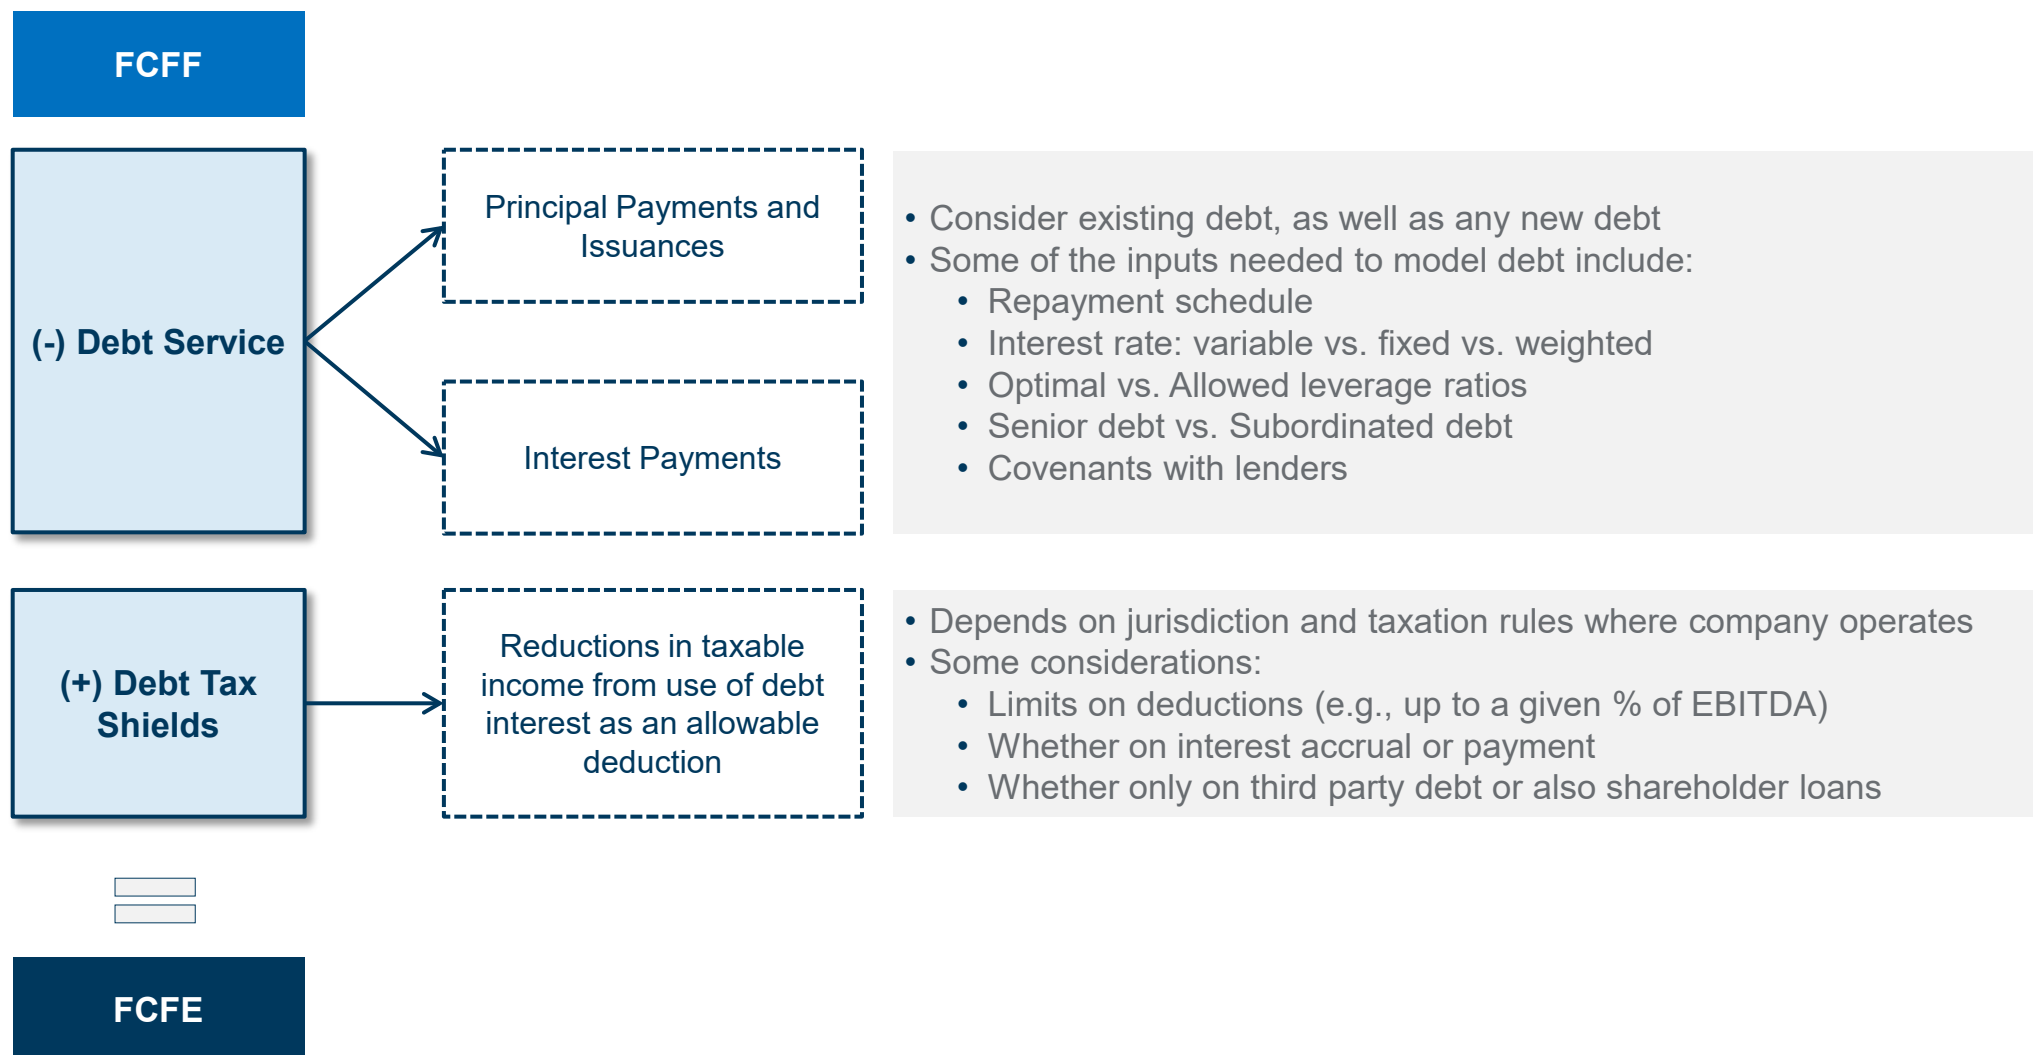 FCFF
(-) Debt Service
Principal Payments and
Issuances
Interest Payments
• Consider existing debt, as well as any new debt
• Some of the inputs needed to model debt include:
• Repayment schedule
• Interest rate: variable vs. fixed vs. weighted
• Optimal vs. Allowed leverage ratios
• Senior debt vs. Subordinated debt
• Covenants with lenders
(+) Debt Tax
Shields
Reductions in taxable
income from use of debt
interest as an allowable
deduction
• Depends on jurisdiction and taxation rules where company operates
• Some considerations:
• Limits on deductions (e.g., up to a given % of EBITDA)
• Whether on interest accrual or payment
• Whether only on third party debt or also shareholder loans
FCFE